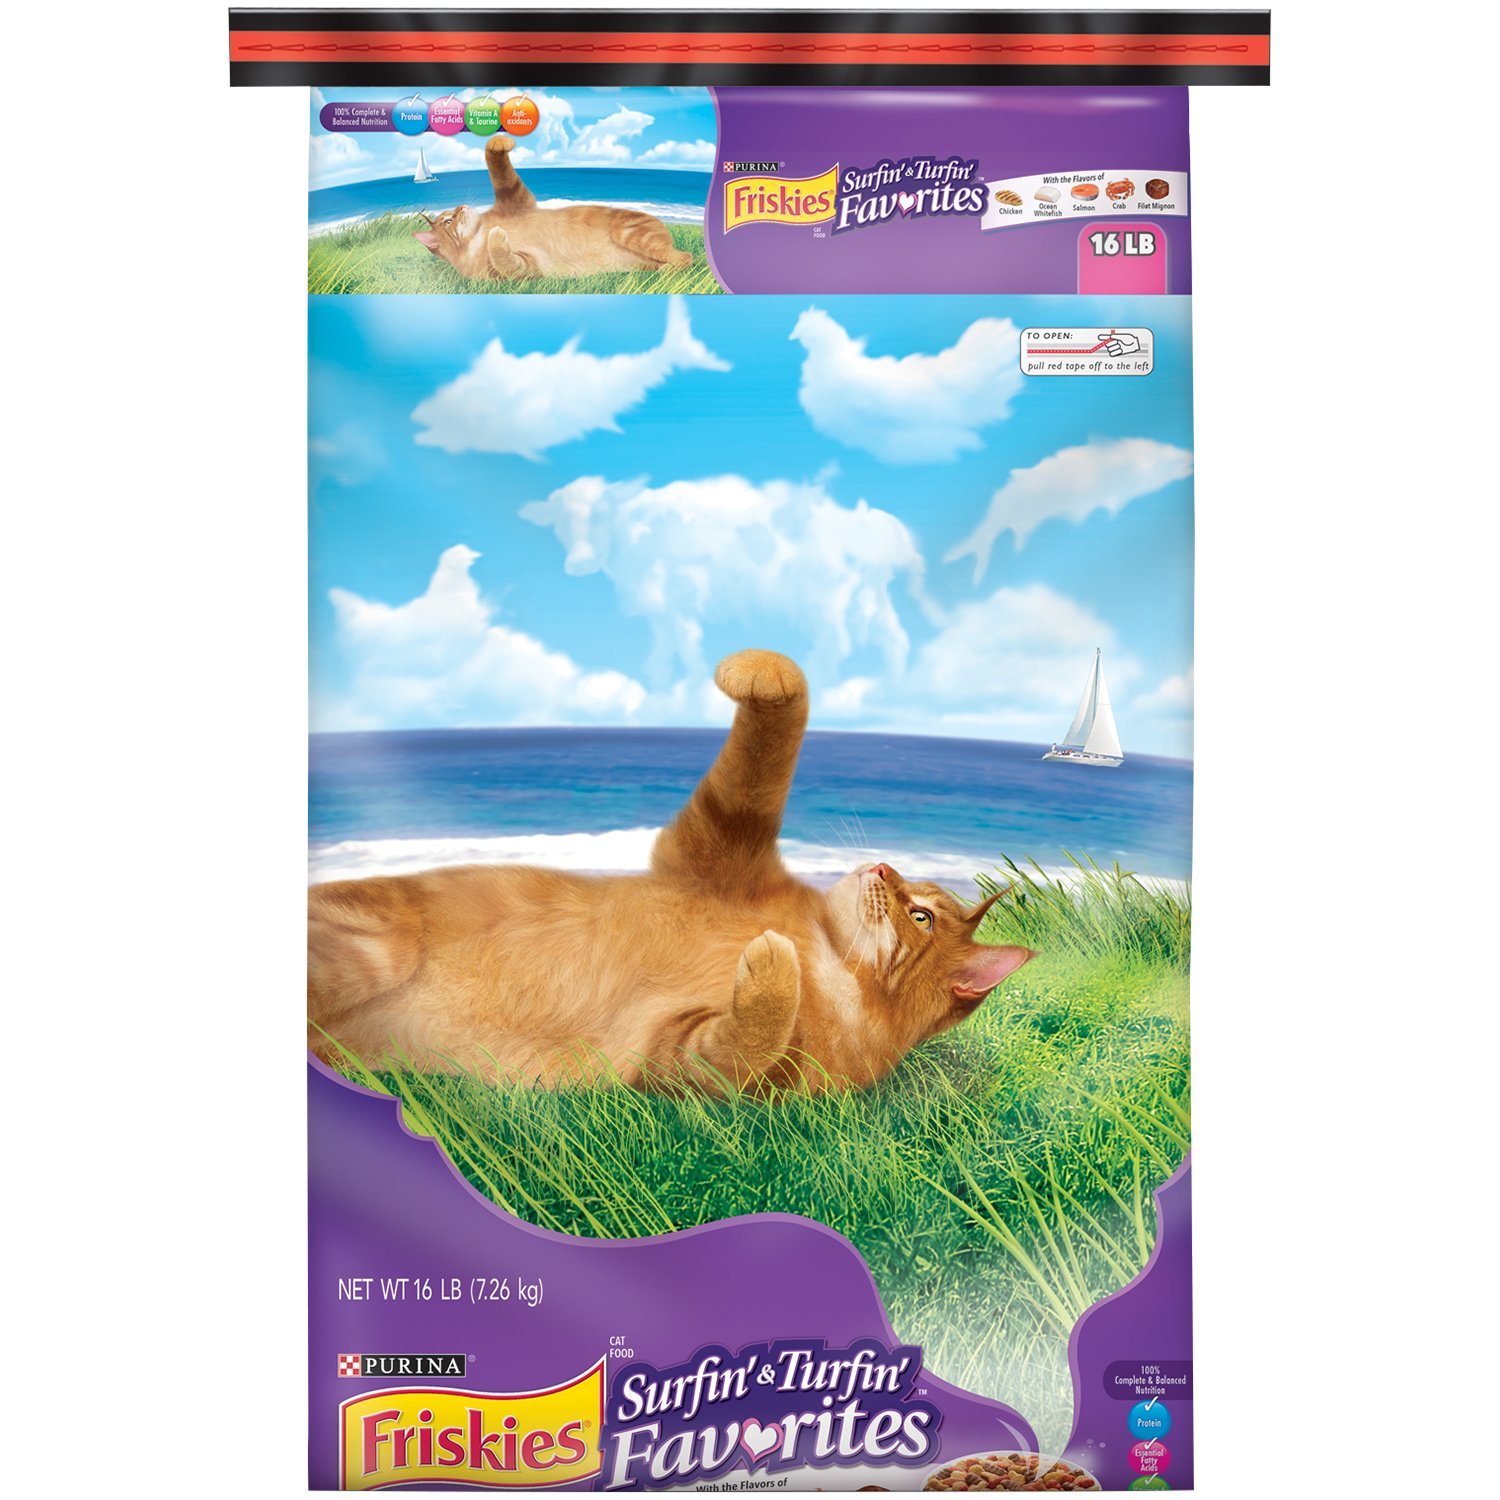 100% Complete &
Balanced Nutrition
Protein
Essential
Fatty Acids
Vitamin A
& Taurine
Anti-
oxidants
PURINA®
Friskies®
Surfin' & Turfin'
Favorites™
CAT
FOOD
With the Flavors of
Chicken
Ocean
Whitefish
Salmon
Crab
Filet Mignon
16 LB
TO OPEN:
pull red tape off to the left
NET WT 16 LB (7.26 kg)
CAT
FOOD
PURINA®
Friskies®
Surfin' & Turfin'
Favorites™
With the Flavors of
100%
Complete & Balanced
Nutrition
Protein
Essential
Fatty
Acids